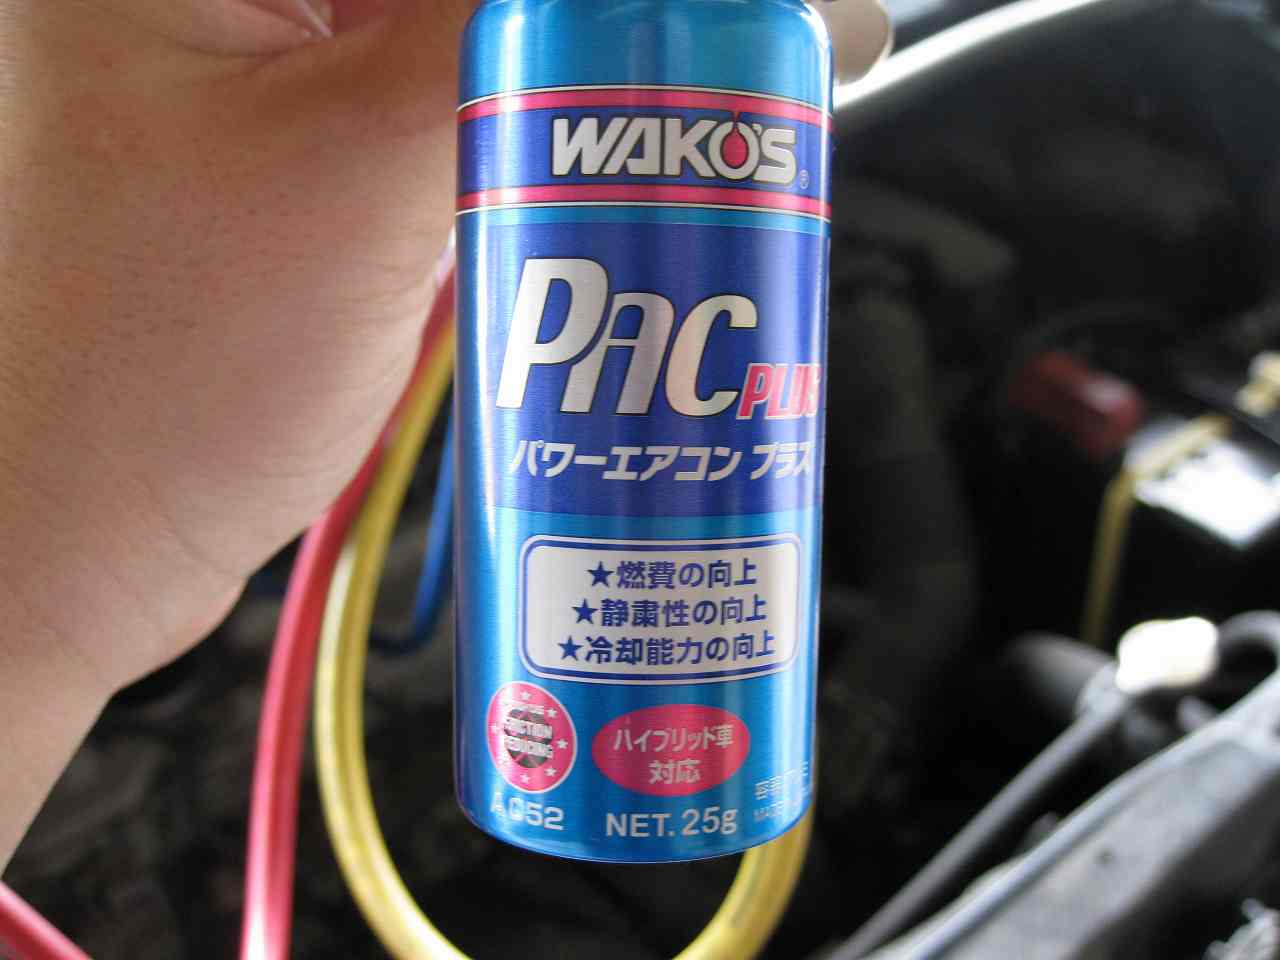 WAKO'S®
PAC PLUS
パワーエアコン プラス
★燃費の向上
★静粛性の向上
★冷却能力の向上
FRICTION
REDUCING
ハイブリッド車
対応
A052
NET. 25g